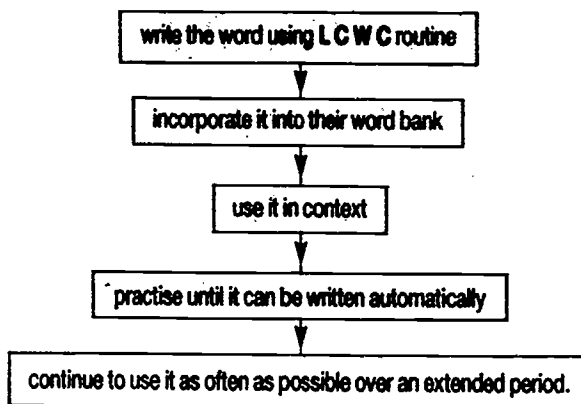 write the word using L C W C routine
incorporate it into their word bank
use it in context
practise until it can be written automatically
continue to use it as often as possible over an extended period.